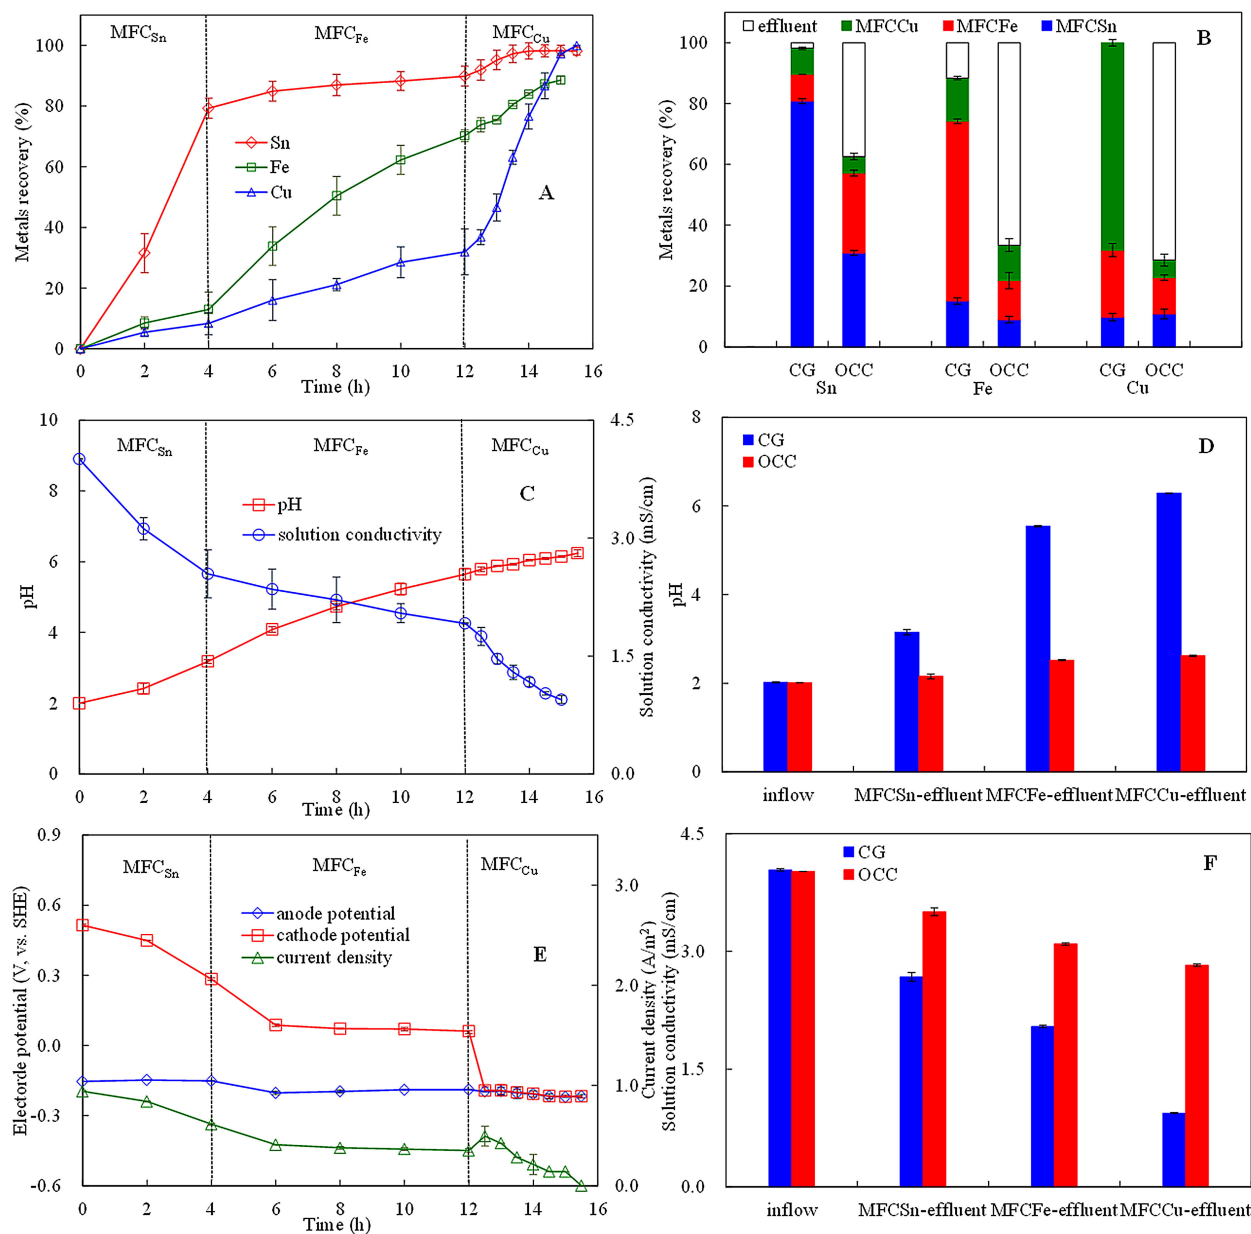 MFCSn MFCFe MFCCu
Metals recovery (%)
100
80
60
40
20
0
Sn
Fe
Cu
A
0 2 4 6 8 10 12 14 16
Time (h)
effluent MFCCu MFCFe MFCSn
B
Metals recovery (%)
100
80
60
40
20
0
CG OCC CG OCC CG OCC
Sn Fe Cu
MFCSn MFCFe MFCCu
pH
10
8
6
4
2
0
C
pH
solution conductivity
4.5
3.0
1.5
0.0
Solution conductivity (mS/cm)
0 2 4 6 8 10 12 14 16
Time (h)
CG
OCC
D
pH
8
6
4
2
0
inflow MFCSn-effluent MFCFe-effluent MFCCu-effluent
MFCSn MFCFe MFCCu
Electorde potential (V, vs. SHE)
0.9
0.6
0.3
0.0
-0.3
-0.6
anode potential
cathode potential
current density
E
3.0
2.0
1.0
0.0
Current density (A/m2)
0 2 4 6 8 10 12 14 16
Time (h)
CG
OCC
F
Solution conductivity (mS/cm)
4.5
3.0
1.5
0.0
inflow MFCSn-effluent MFCFe-effluent MFCCu-effluent